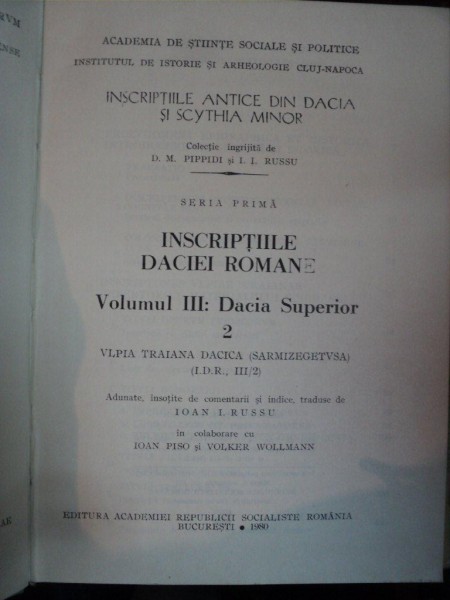 RVM
ENSE
AE
ACADEMIA DE ȘTIINȚE SOCIALE ȘI POLITICE
INSTITUTUL DE ISTORIE ȘI ARHEOLOGIE CLUJ-NAPOCA
INSCRIPȚIILE ANTICE DIN DACIA
ȘI SCYTHIA MINOR
Colecție îngrijită de
D. M. PIPPIDI și I. I. RUSSU
SERIA PRIMĂ
INSCRIPȚIILE
DACIEI ROMANE
Volumul III: Dacia Superior
2
VLPIA TRAIANA DACICA (SARMIZEGETVSA)
(I.D.R., III/2)
Adunate, însoțite de comentarii și indice, traduse de
IOAN I. RUSSU
în colaborare cu
IOAN PISO și VOLKER WOLLMANN
EDITURA ACADEMIEI REPUBLICII SOCIALISTE ROMÂNIA
BUCUREȘTI • 1980